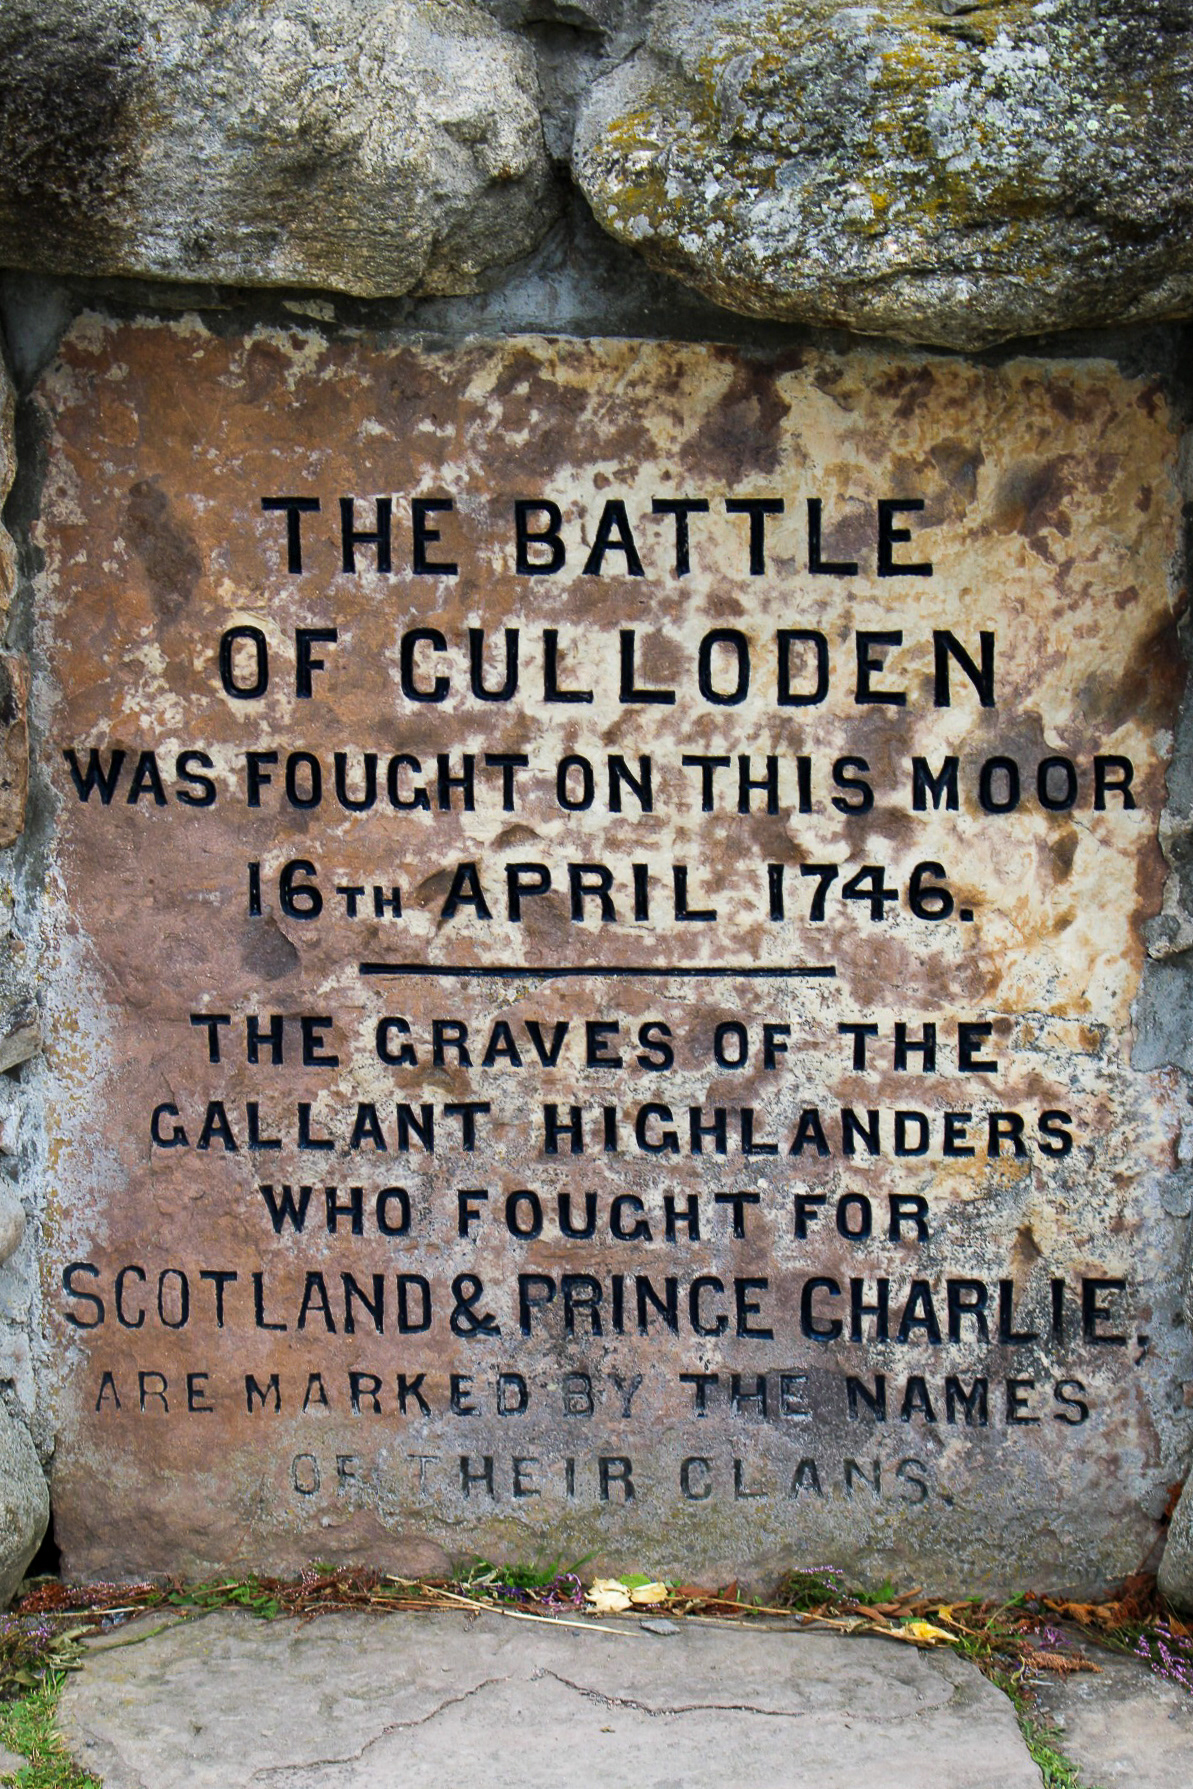 THE BATTLE
OF CULLODEN
WAS FOUGHT ON THIS MOOR
16TH APRIL 1746.
THE GRAVES OF THE
GALLANT HIGHLANDERS
WHO FOUGHT FOR
SCOTLAND & PRINCE CHARLIE,
ARE MARKED BY THE NAMES
OF THEIR CLANS.